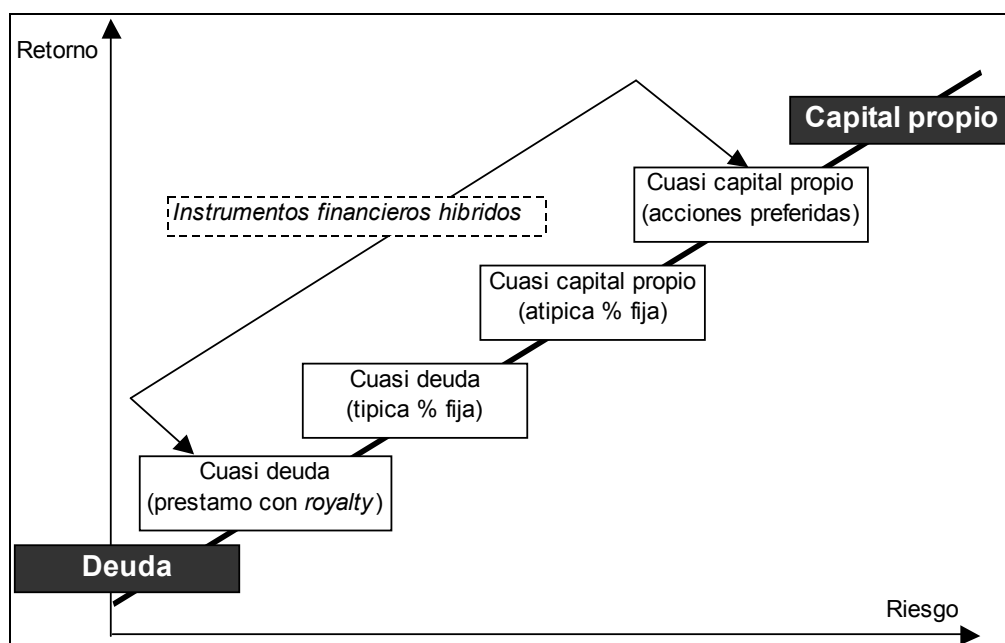 Retorno
Capital propio
Cuasi capital propio
(acciones preferidas)
Instrumentos financieros hibridos
Cuasi capital propio
(atipica % fija)
Cuasi deuda
(tipica % fija)
Cuasi deuda
(prestamo con royalty)
Deuda
Riesgo